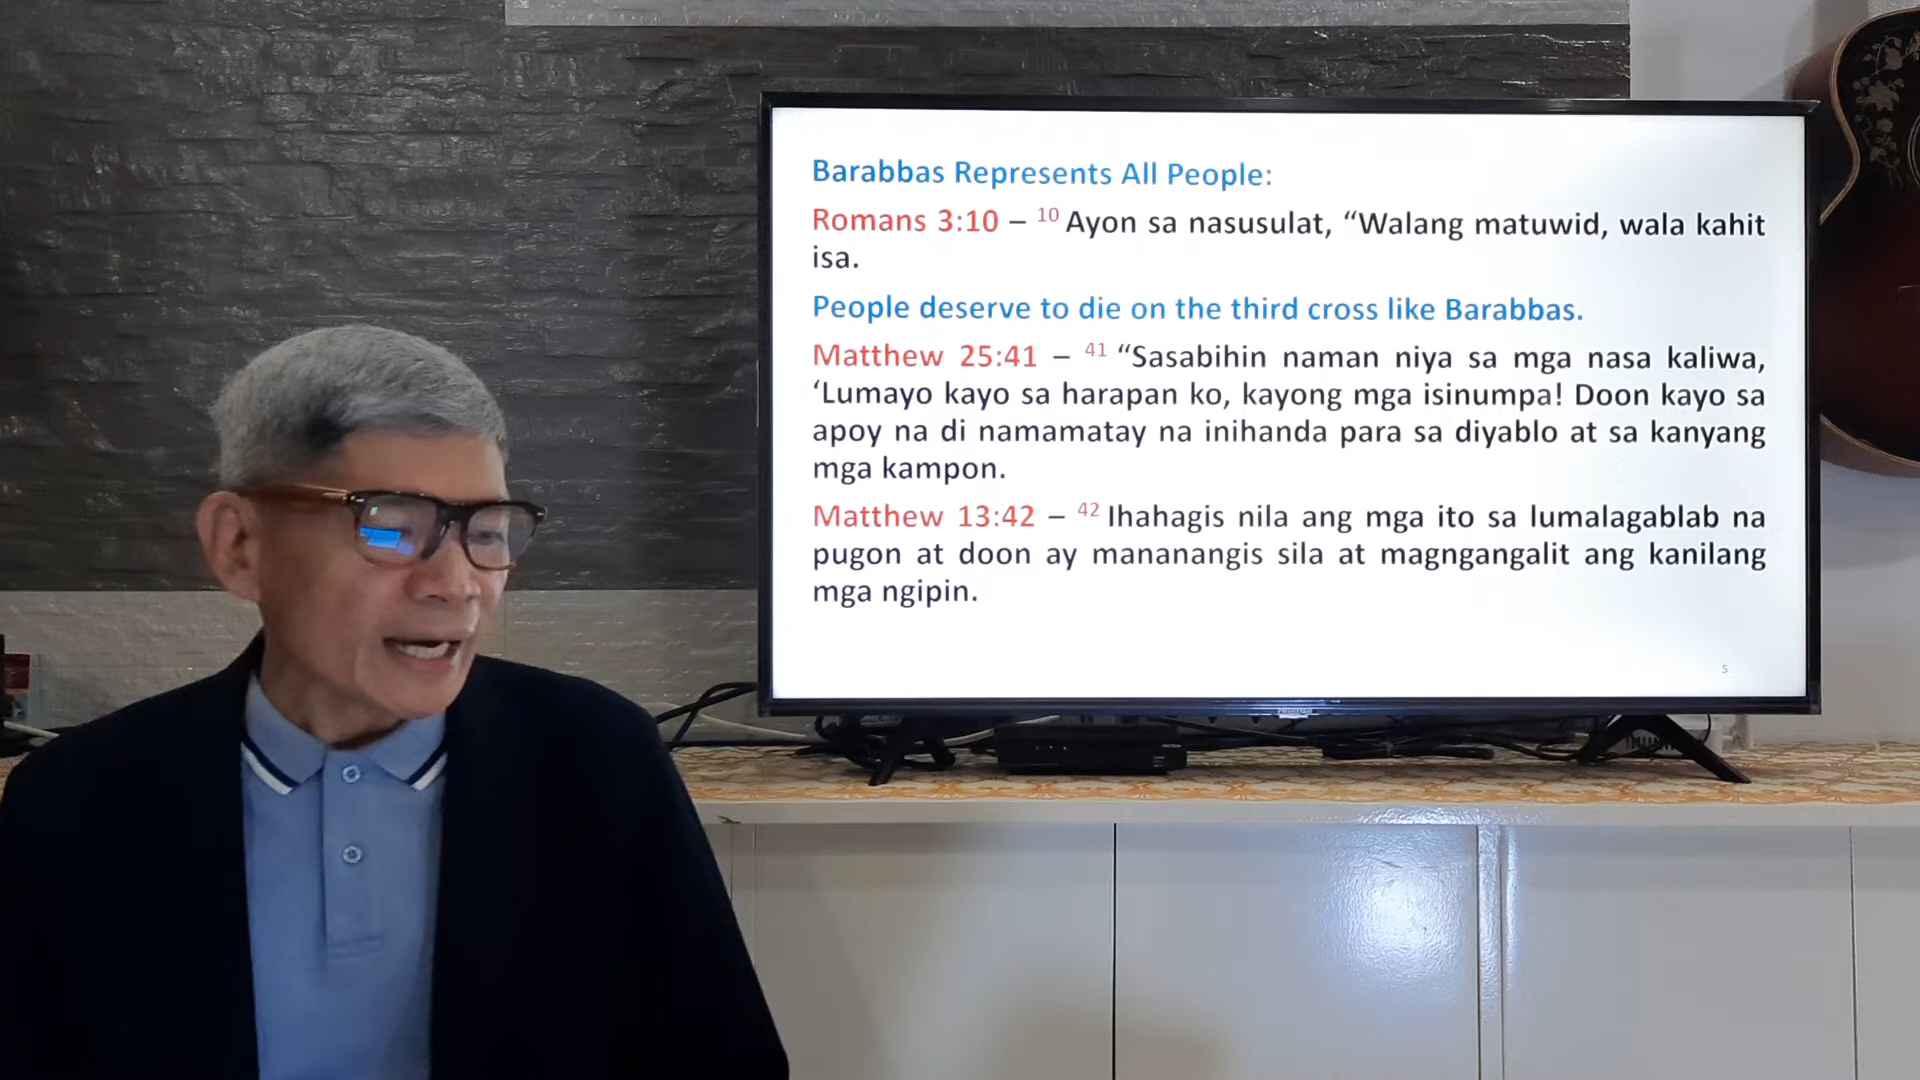 Barabbas Represents All People:
Romans 3:10 – 10 Ayon sa nasusulat, “Walang matuwid, wala kahit
isa.
People deserve to die on the third cross like Barabbas.
Matthew 25:41 – 41 “Sasabihin naman niya sa mga nasa kaliwa,
‘Lumayo kayo sa harapan ko, kayong mga isinumpa! Doon kayo sa
apoy na di namamatay na inihanda para sa diyablo at sa kanyang
mga kampon.
Matthew 13:42 – 42 Ihahagis nila ang mga ito sa lumalagablab na
pugon at doon ay mananangis sila at magngangalit ang kanilang
mga ngipin.
5
Hisense